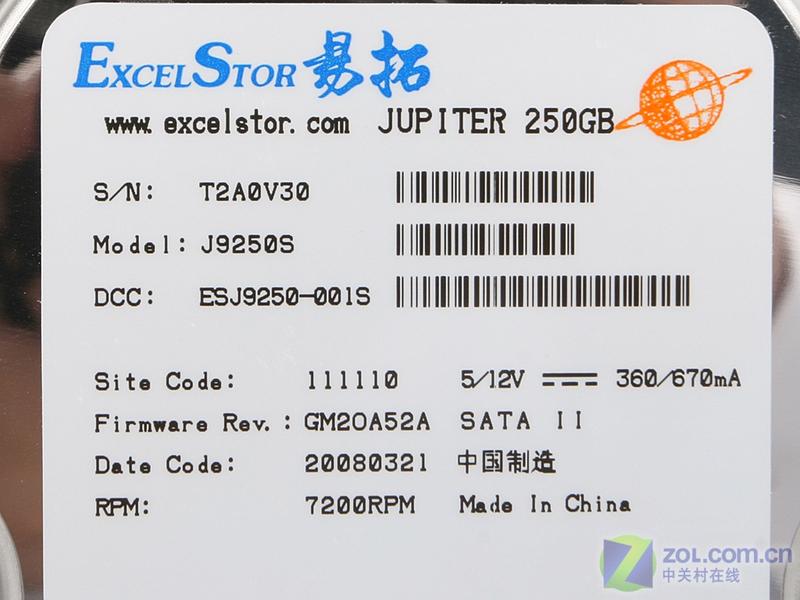 EXCELSTOR 易拓
www.excelstor.com JUPITER 250GB
S/N: T2A0V30
Model: J9250S
DCC: ESJ9250-001S
Site Code: 111110 5/12V 360/670mA
Firmware Rev.: GM2OA52A SATA II
Date Code: 20080321 中国制造
RPM: 7200RPM Made In China
Z zol.com.cn
中关村在线